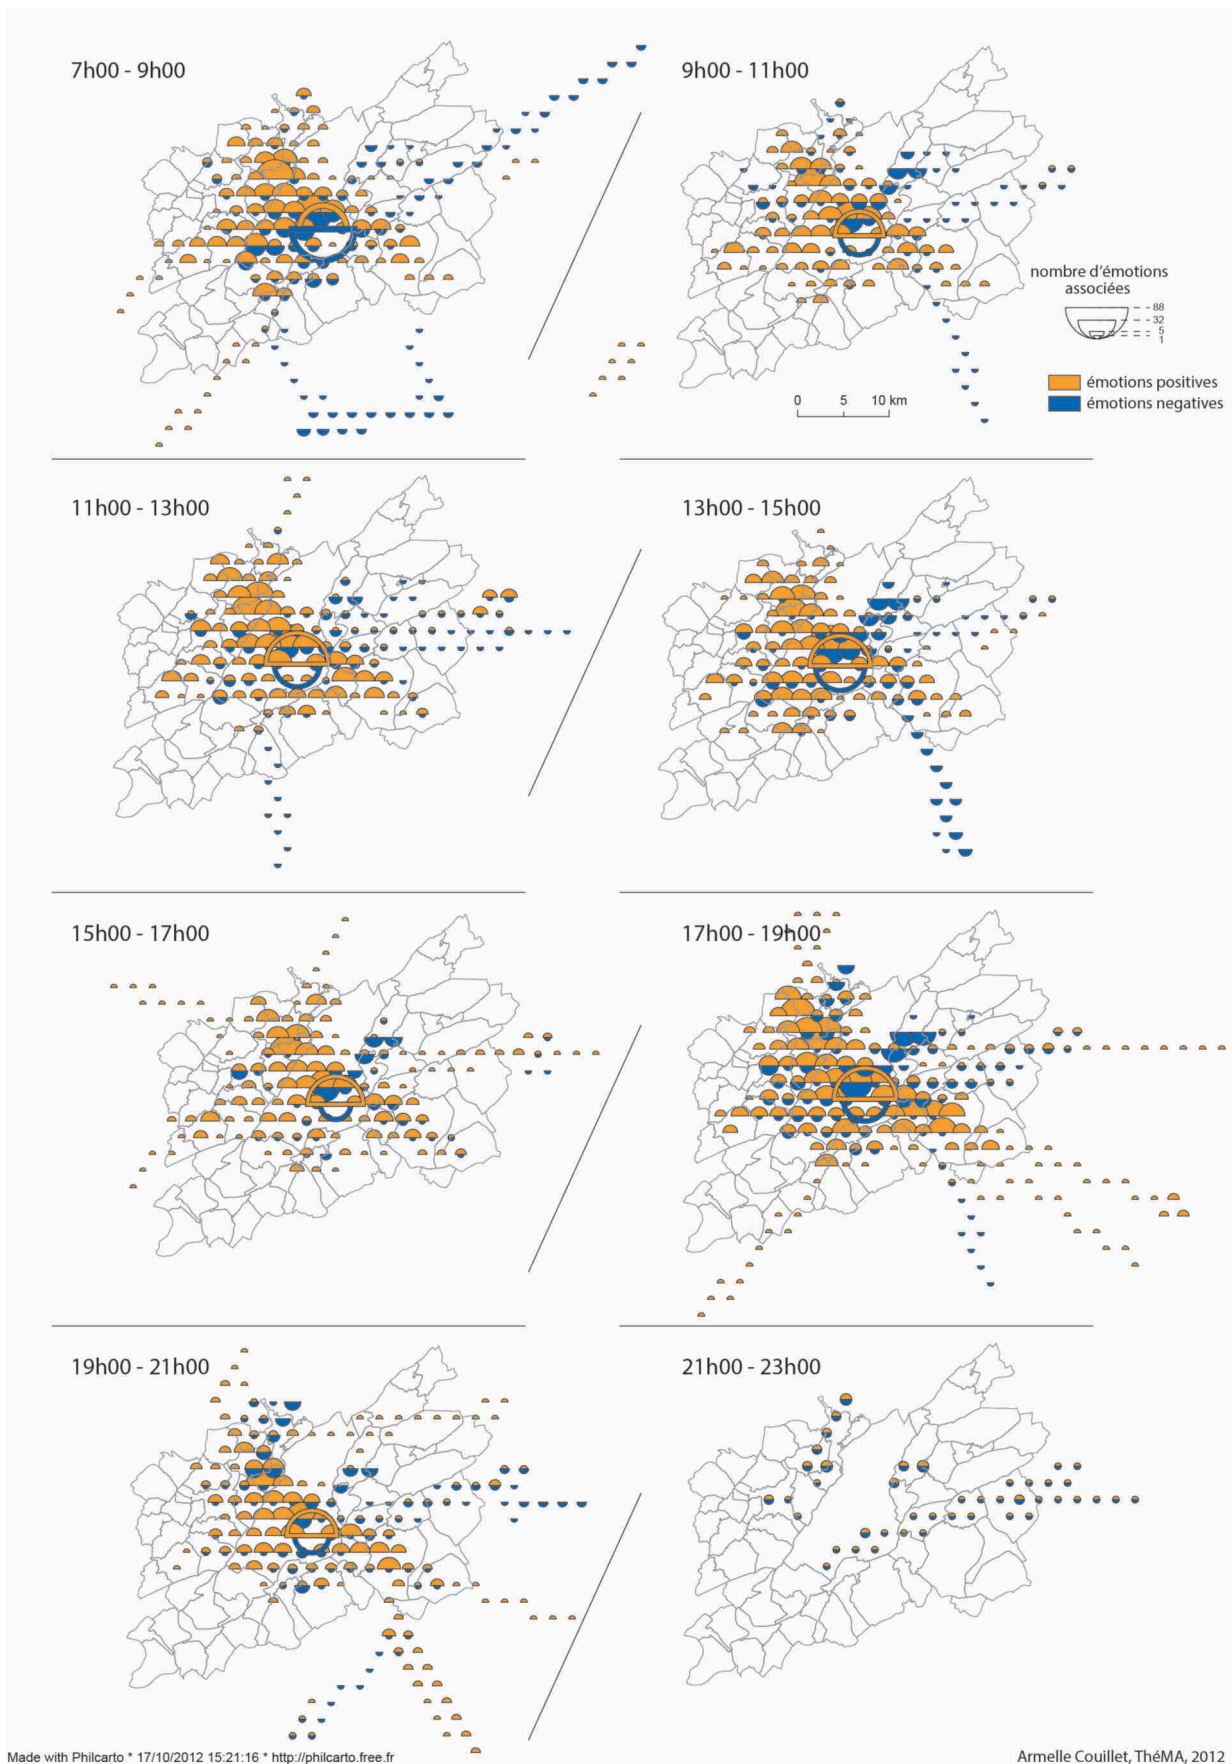 7h00 - 9h00
9h00 - 11h00
nombre d'émotions
associées
88
32
5
1
émotions positives
émotions negatives
0 5 10 km
11h00 - 13h00
13h00 - 15h00
15h00 - 17h00
17h00 - 19h00
19h00 - 21h00
21h00 - 23h00
Made with Philcarto * 17/10/2012 15:21:16 * http://philcarto.free.fr
Armelle Couillet, ThéMA, 2012